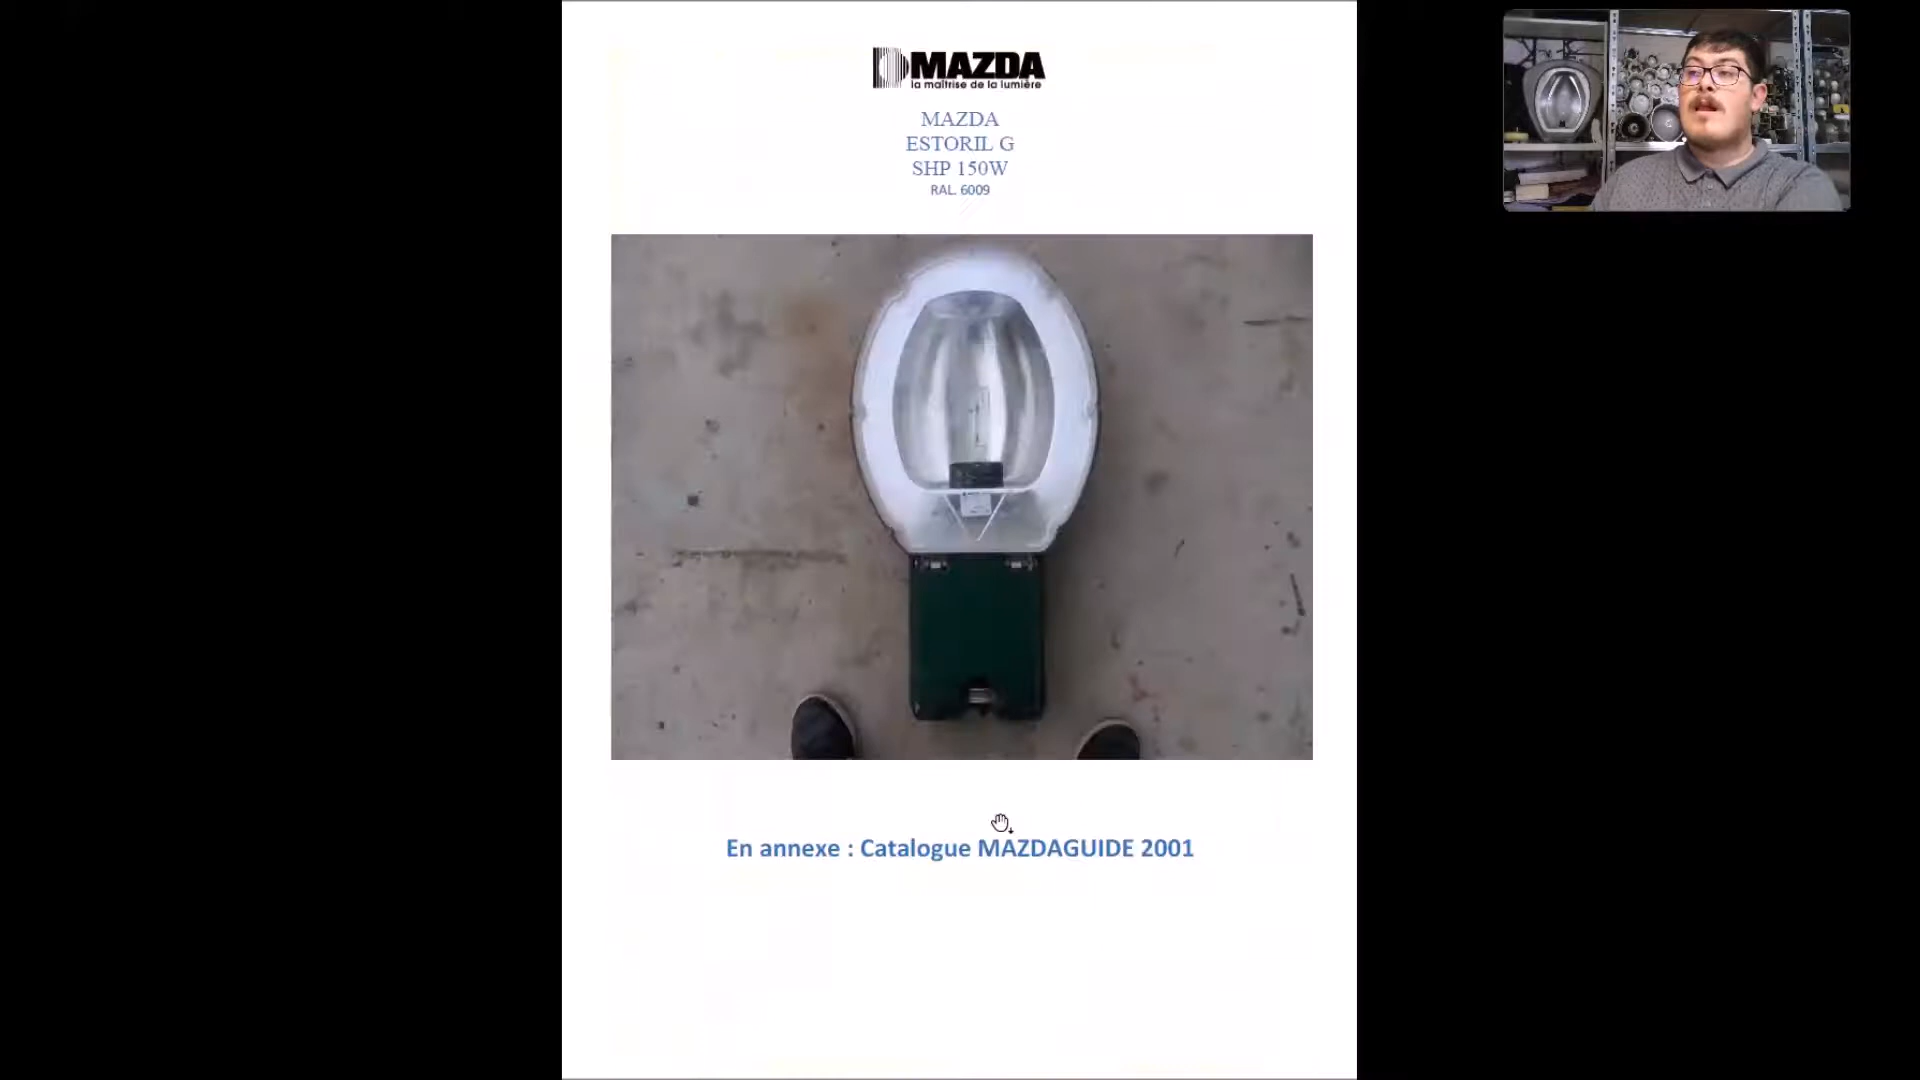 MAZDA
la maîtrise de la lumière
MAZDA
ESTORIL G
SHP 150W
RAL. 6009
En annexe : Catalogue MAZDAGUIDE 2001